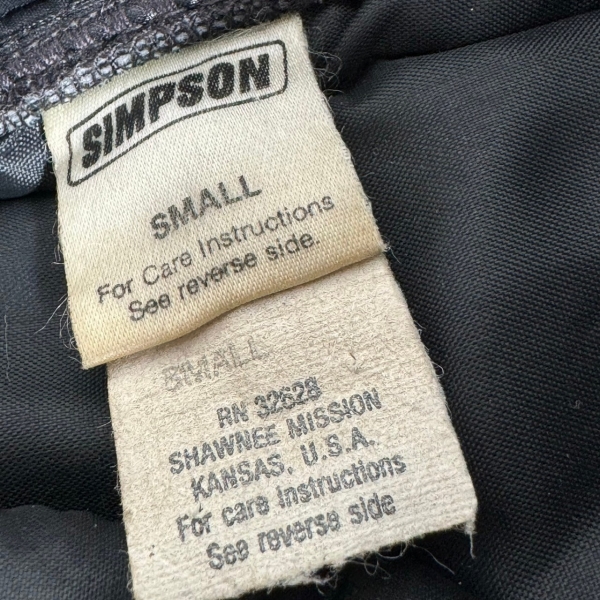 SIMPSON
SMALL
For Care Instructions
See reverse side.
SMALL
RN 32628
SHAWNEE MISSION
KANSAS, U.S.A.
For care Instructions
See reverse side